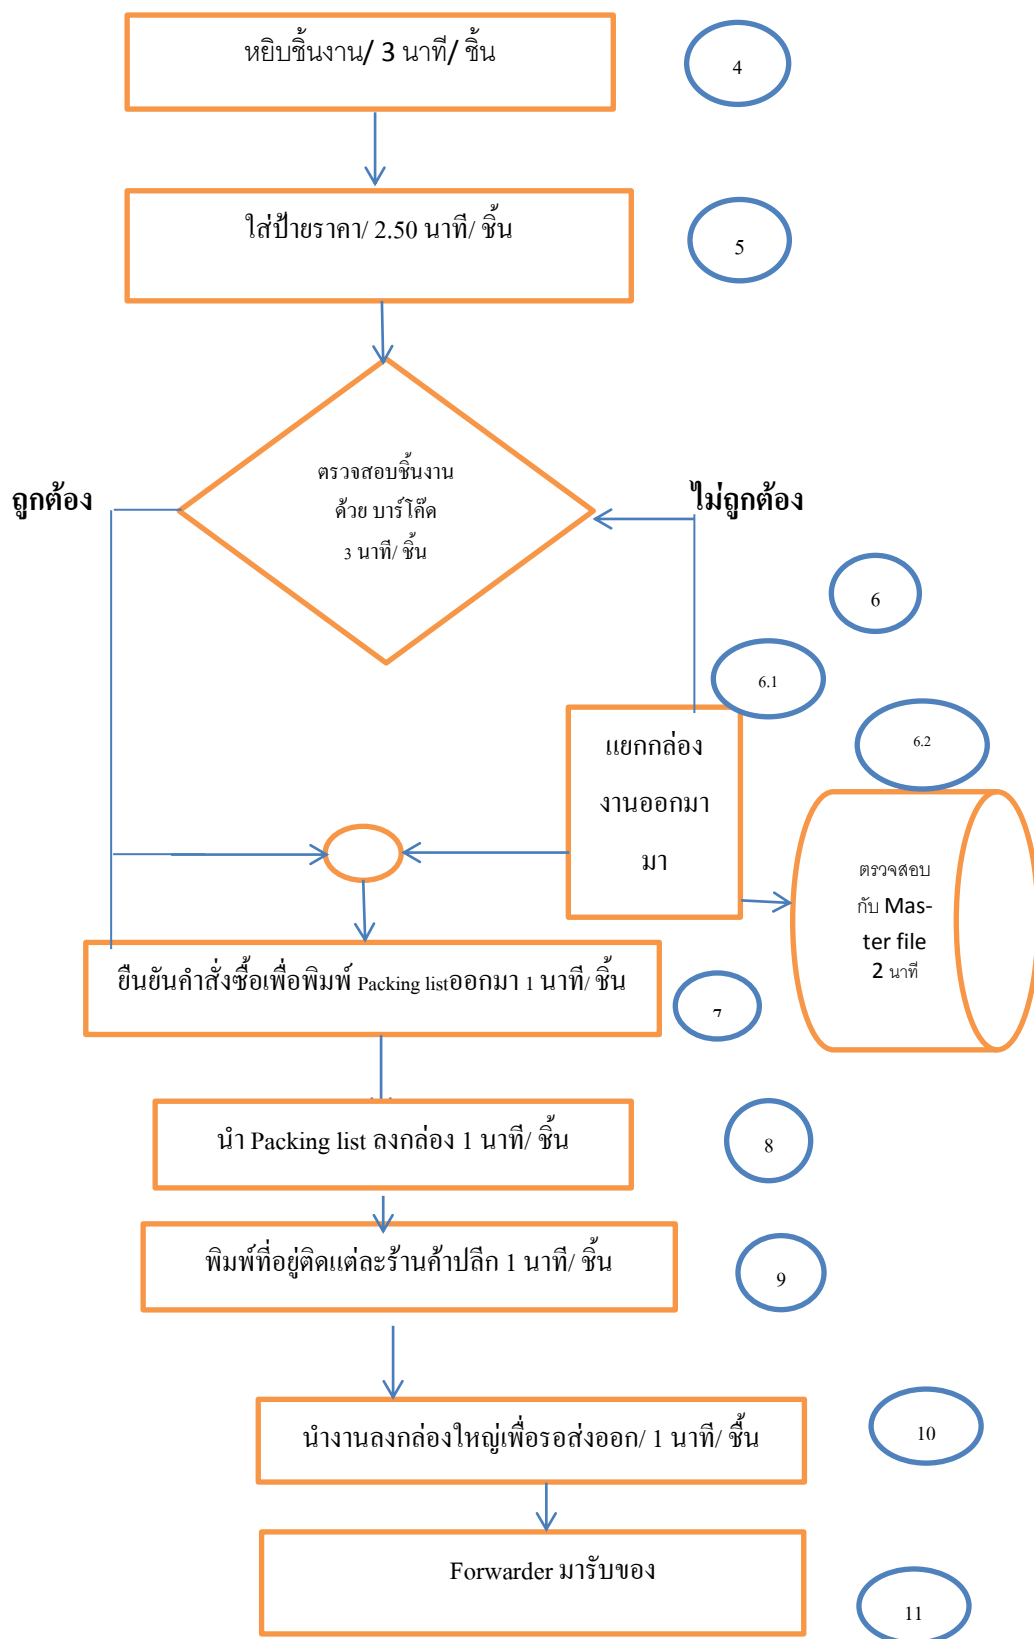 หยิบชิ้นงาน/ 3 นาที/ ชิ้น
4
ใส่ป้ายราคา/ 2.50 นาที/ ชิ้น
5
ตรวจสอบชิ้นงาน
ด้วย บาร์โค๊ด
3 นาที/ ชิ้น
ถูกต้อง
ไม่ถูกต้อง
6
6.1
6.2
แยกกล่อง
งานออกมา
มา
ตรวจสอบ
กับ Mas-
ter file
2 นาที
ยืนยันคำสั่งซื้อเพื่อพิมพ์ Packing listออกมา 1 นาที/ ชิ้น
7
นำ Packing list ลงกล่อง 1 นาที/ ชิ้น
8
พิมพ์ที่อยู่ติดแต่ละร้านค้าปลีก 1 นาที/ ชิ้น
9
นำงานลงกล่องใหญ่เพื่อรอส่งออก/ 1 นาที/ ชื้น
10
Forwarder มารับของ
11